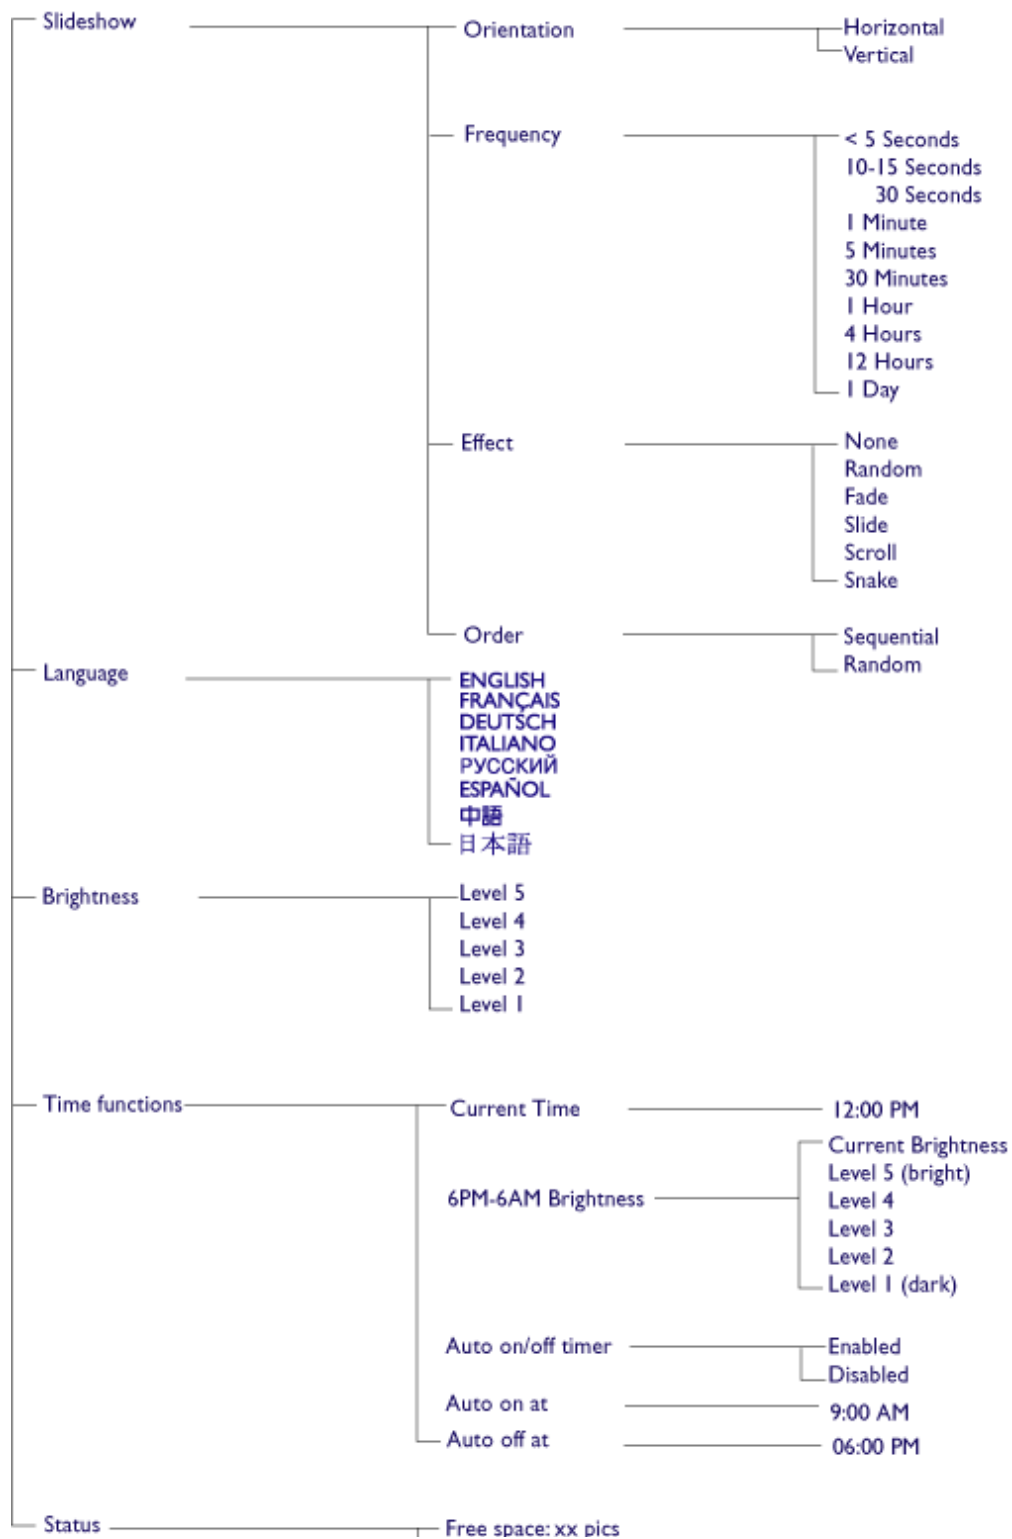 Slideshow
Orientation
Horizontal
Vertical
Frequency
< 5 Seconds
10-15 Seconds
30 Seconds
1 Minute
5 Minutes
30 Minutes
1 Hour
4 Hours
12 Hours
1 Day
Effect
None
Random
Fade
Slide
Scroll
Snake
Order
Sequential
Random
Language
ENGLISH
FRANÇAIS
DEUTSCH
ITALIANO
РУССКИЙ
ESPAÑOL
中語
日本語
Brightness
Level 5
Level 4
Level 3
Level 2
Level 1
Time functions
Current Time
12:00 PM
6PM-6AM Brightness
Current Brightness
Level 5 (bright)
Level 4
Level 3
Level 2
Level 1 (dark)
Auto on/off timer
Enabled
Disabled
Auto on at
9:00 AM
Auto off at
06:00 PM
Status
Free space: xx pics